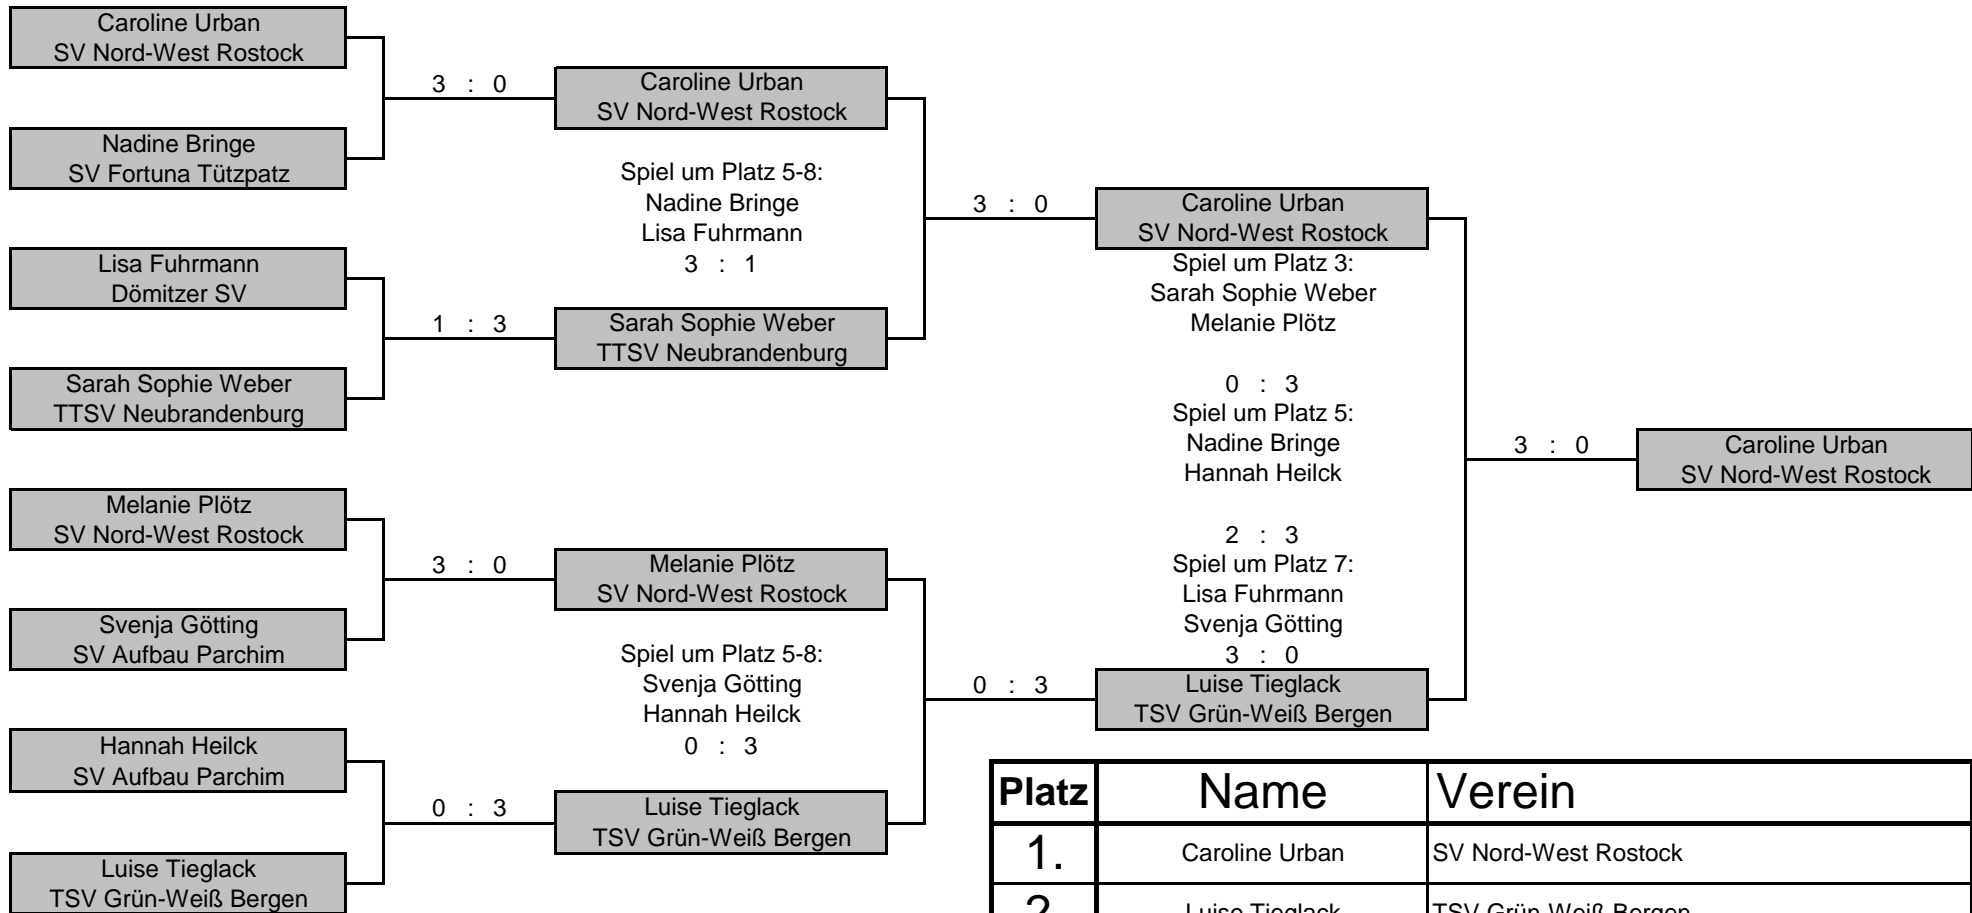 Caroline Urban
SV Nord-West Rostock
Nadine Bringe
SV Fortuna Tützpatz
Lisa Fuhrmann
Dömitzer SV
Sarah Sophie Weber
TTSV Neubrandenburg
Melanie Plötz
SV Nord-West Rostock
Svenja Götting
SV Aufbau Parchim
Hannah Heilck
SV Aufbau Parchim
Luise Tieglack
TSV Grün-Weiß Bergen
3 : 0
1 : 3
3 : 0
0 : 3
Caroline Urban
SV Nord-West Rostock
Spiel um Platz 5-8:
Nadine Bringe
Lisa Fuhrmann
3 : 1
Sarah Sophie Weber
TTSV Neubrandenburg
Melanie Plötz
SV Nord-West Rostock
Spiel um Platz 5-8:
Svenja Götting
Hannah Heilck
0 : 3
Luise Tieglack
TSV Grün-Weiß Bergen
3 : 0
0 : 3
Caroline Urban
SV Nord-West Rostock
Spiel um Platz 3:
Sarah Sophie Weber
Melanie Plötz
0 : 3
Spiel um Platz 5:
Nadine Bringe
Hannah Heilck
2 : 3
Spiel um Platz 7:
Lisa Fuhrmann
Svenja Götting
3 : 0
Luise Tieglack
TSV Grün-Weiß Bergen
3 : 0
Caroline Urban
SV Nord-West Rostock
Platz Name Verein
1. Caroline Urban SV Nord-West Rostock
2. Luise Tieglack TSV Grün-Weiß Bergen